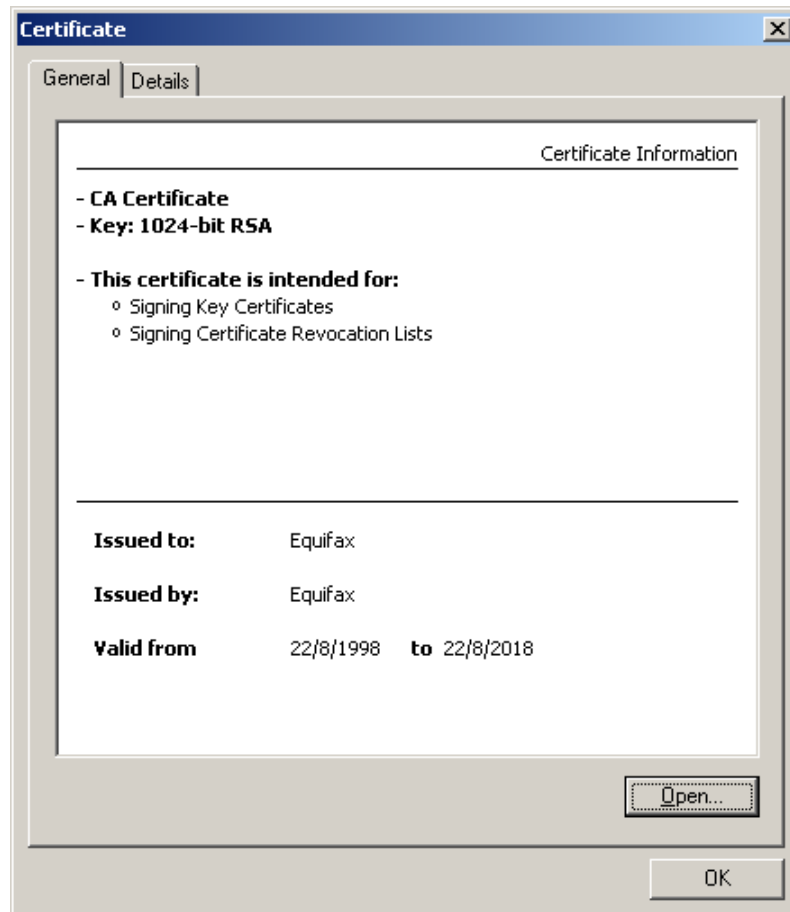 Certificate
General Details
Certificate Information
- CA Certificate
- Key: 1024-bit RSA
- This certificate is intended for:
Signing Key Certificates
Signing Certificate Revocation Lists
Issued to: Equifax
Issued by: Equifax
Valid from 22/8/1998 to 22/8/2018
Open...
OK